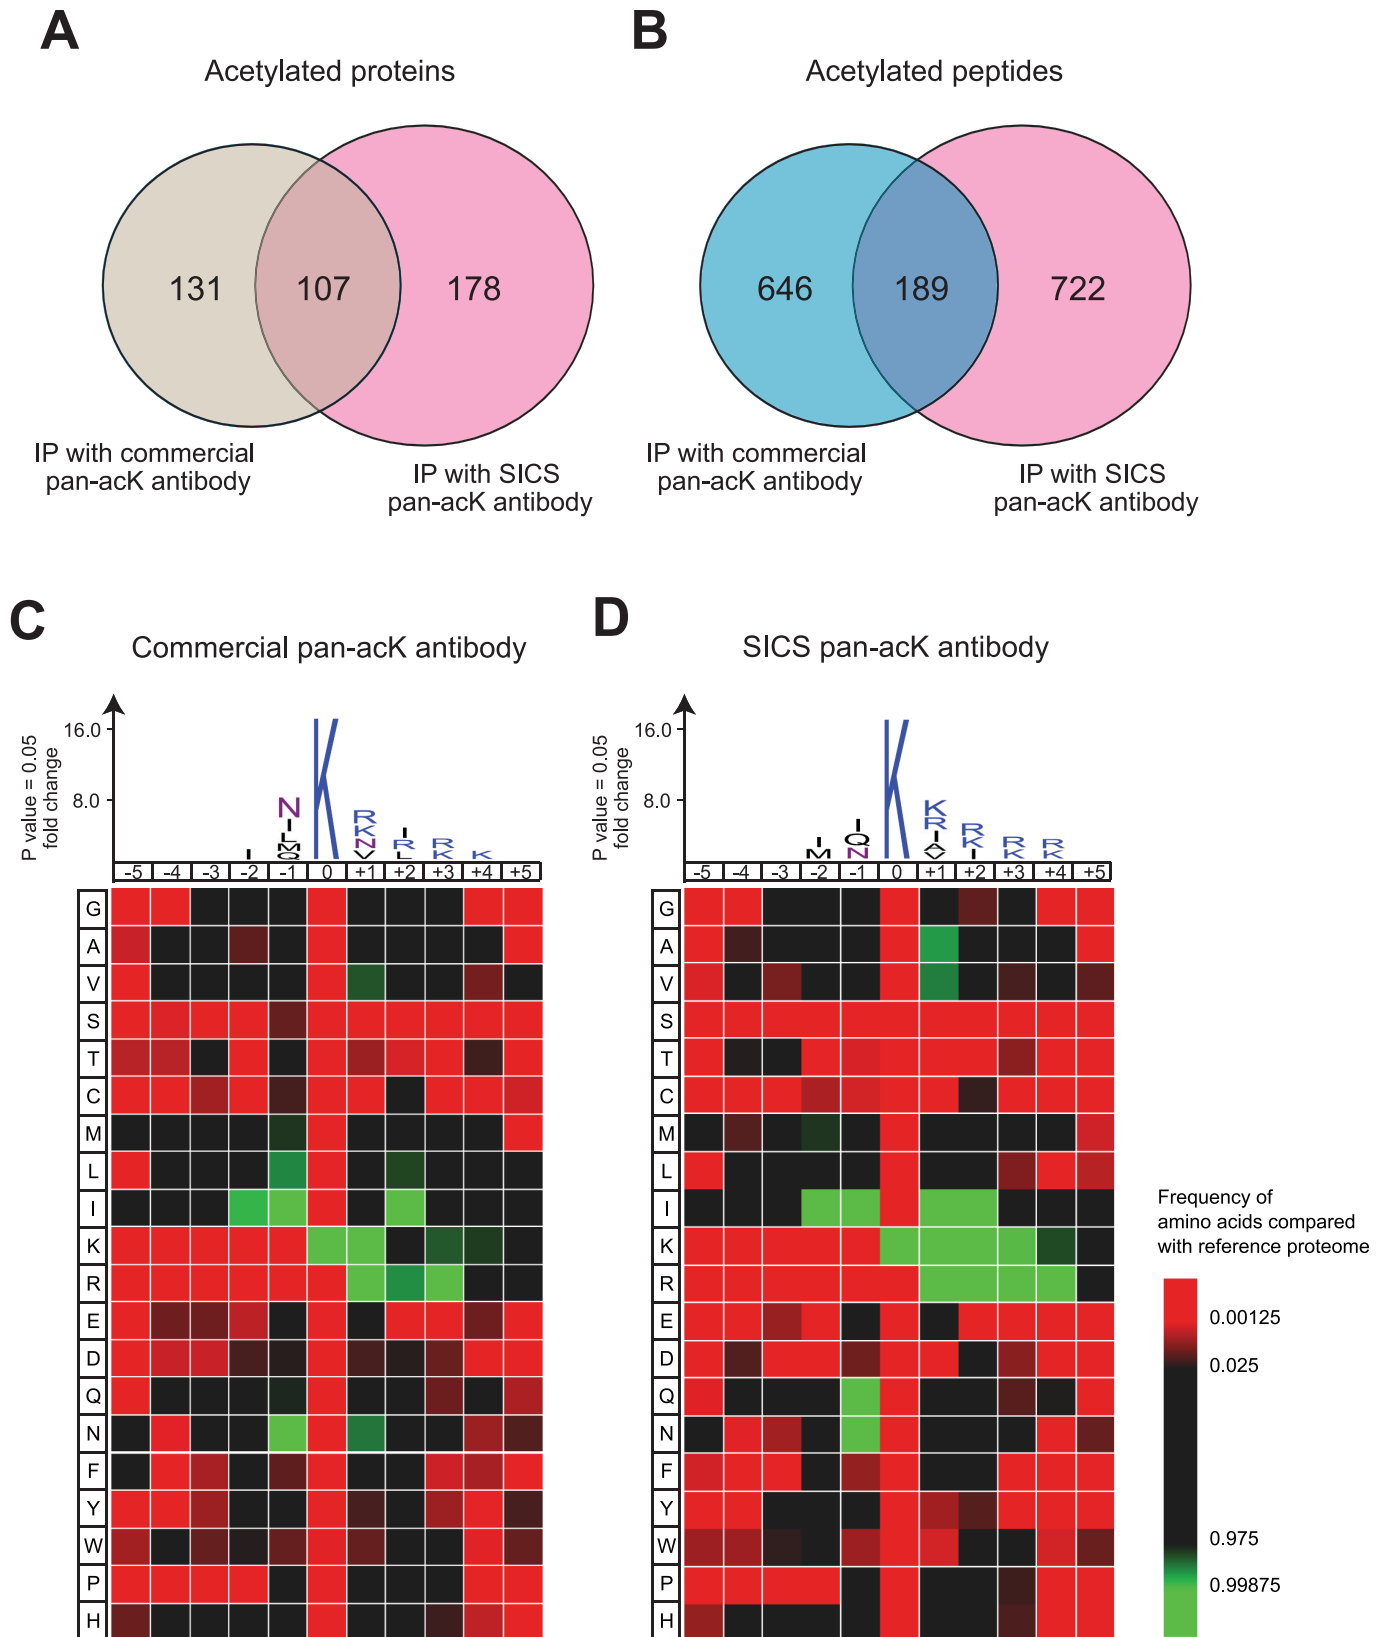 A
B
Acetylated proteins
Acetylated peptides
131
107
178
646
189
722
IP with commercial
pan-acK antibody
IP with SICS
pan-acK antibody
IP with commercial
pan-acK antibody
IP with SICS
pan-acK antibody
C
D
Commercial pan-acK antibody
SICS pan-acK antibody
P value = 0.05
fold change
16.0
8.0
N
I
L
M
Q
I
K
R
K
N
V
I
R
L
R
K
K
-5 -4 -3 -2 -1 0 +1 +2 +3 +4 +5
G
A
V
S
T
C
M
L
I
K
R
E
D
Q
N
F
Y
W
P
H
P value = 0.05
fold change
16.0
8.0
I
M
I
Q
N
K
K
R
I
A
V
R
K
I
R
K
R
K
-5 -4 -3 -2 -1 0 +1 +2 +3 +4 +5
G
A
V
S
T
C
M
L
I
K
R
E
D
Q
N
F
Y
W
P
H
Frequency of
amino acids compared
with reference proteome
0.00125
0.025
0.975
0.99875